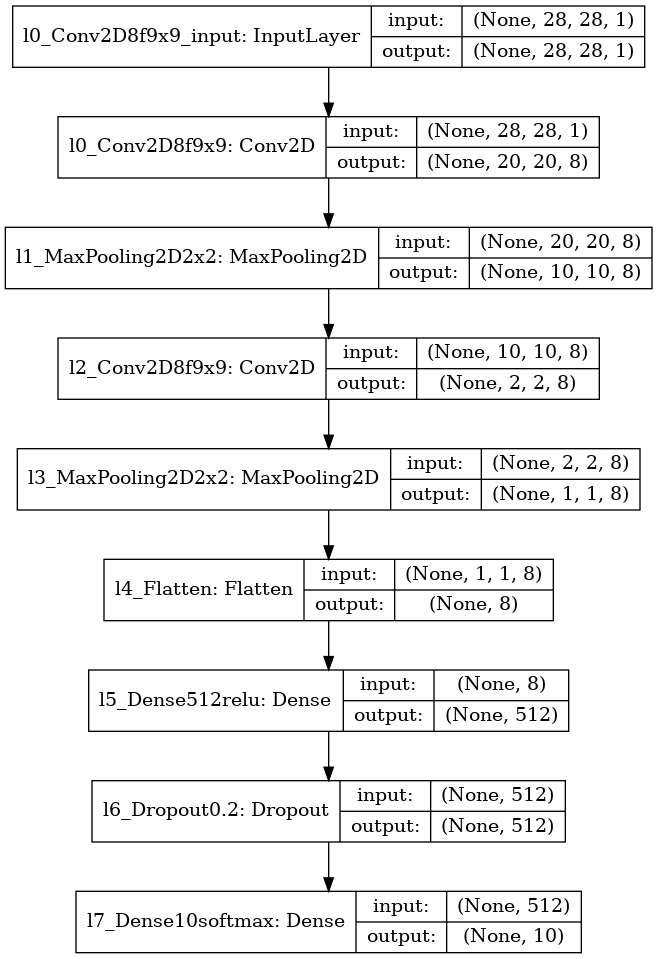 l0_Conv2D8f9x9_input: InputLayer
input: (None, 28, 28, 1)
output: (None, 28, 28, 1)
l0_Conv2D8f9x9: Conv2D
input: (None, 28, 28, 1)
output: (None, 20, 20, 8)
l1_MaxPooling2D2x2: MaxPooling2D
input: (None, 20, 20, 8)
output: (None, 10, 10, 8)
l2_Conv2D8f9x9: Conv2D
input: (None, 10, 10, 8)
output: (None, 2, 2, 8)
l3_MaxPooling2D2x2: MaxPooling2D
input: (None, 2, 2, 8)
output: (None, 1, 1, 8)
l4_Flatten: Flatten
input: (None, 1, 1, 8)
output: (None, 8)
l5_Dense512relu: Dense
input: (None, 8)
output: (None, 512)
l6_Dropout0.2: Dropout
input: (None, 512)
output: (None, 512)
l7_Dense10softmax: Dense
input: (None, 512)
output: (None, 10)